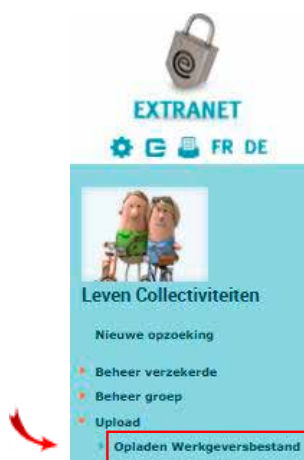 EXTRANET
FR DE
Leven Collectiviteiten
Nieuwe opzoeking
Beheer verzekerde
Beheer groep
Upload
Opladen Werkgeversbestand